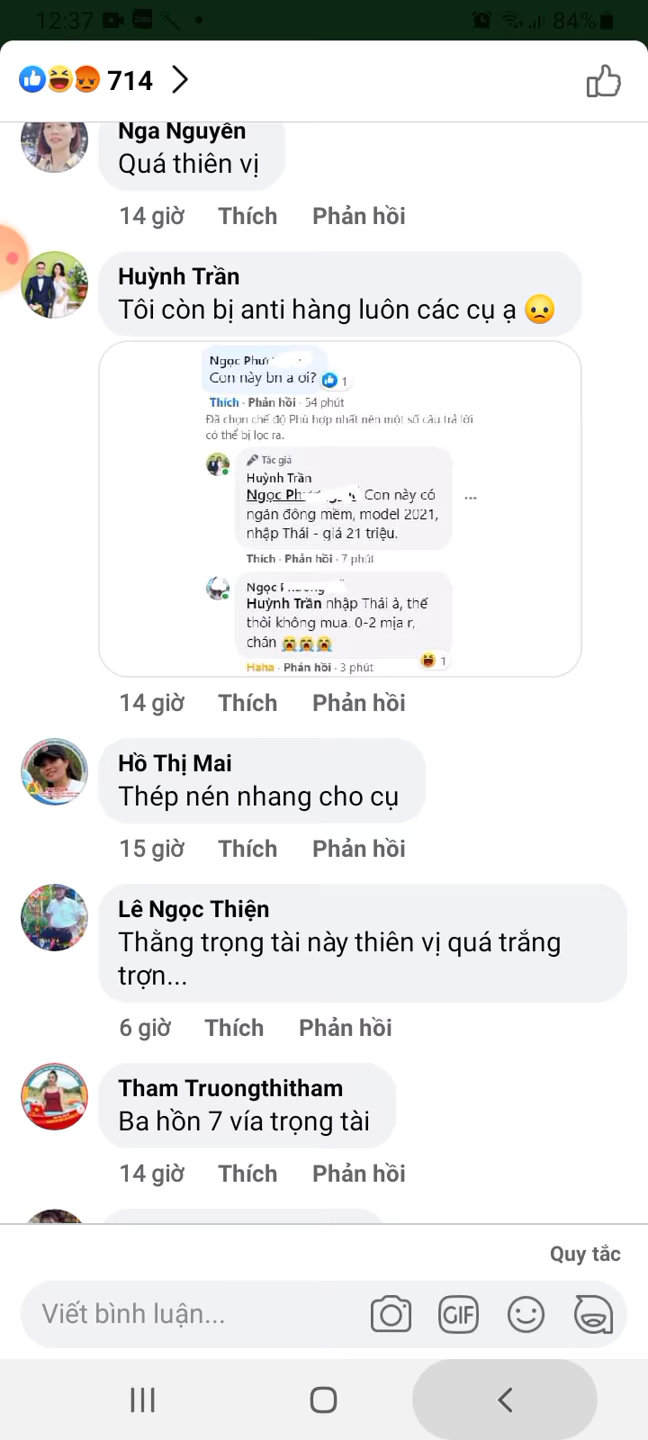 12:37
84%
714
Nga Nguyên
Quá thiên vị
14 giờ Thích Phản hồi
Huỳnh Trần
Tôi còn bị anti hàng luôn các cụ ạ
Ngọc
Con này bn a ơi? 1
Thích · Phản hồi · 54 phút
Đã chọn chế độ Phù hợp nhất nên một số câu trả lời
có thể bị lọc ra.
Tác giả
Huỳnh Trần
Ngọc Con này có
ngăn đông mềm, model 2021,
nhập Thái - giá 21 triệu.
Thích · Phản hồi · 7 phút
Ngọc
Huỳnh Trần nhập Thái ả, thế
thôi không mua. 0-2 mịa r,
chán
Haha · Phản hồi · 3 phút 1
14 giờ Thích Phản hồi
Hồ Thị Mai
Thép nén nhang cho cụ
15 giờ Thích Phản hồi
Lê Ngọc Thiện
Thằng trọng tài này thiên vị quá trắng
trợn...
6 giờ Thích Phản hồi
Tham Truongthitham
Ba hồn 7 vía trọng tài
14 giờ Thích Phản hồi
Quy tắc
Viết bình luận...
GIF